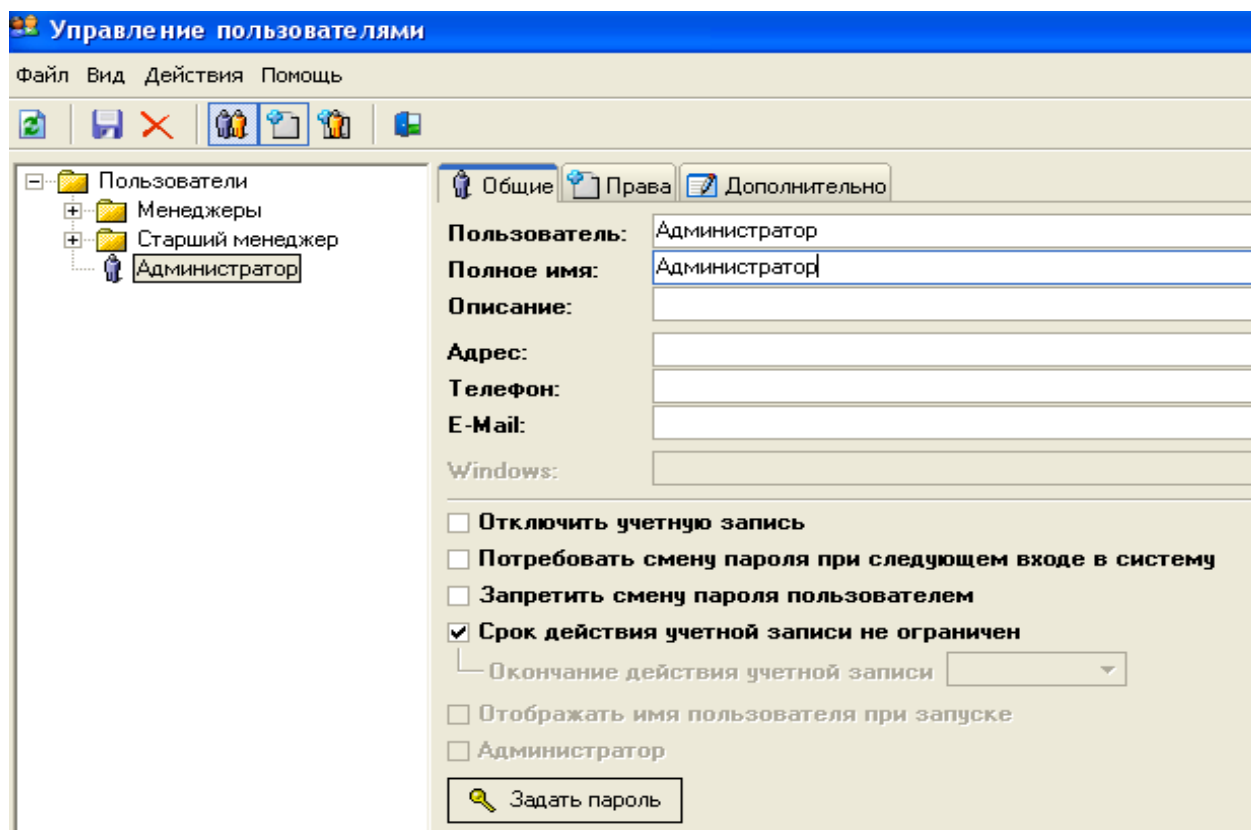 Управление пользователями
Файл Вид Действия Помощь
Пользователи
Менеджеры
Старший менеджер
Администратор
Общие Права Дополнительно
Пользователь: Администратор
Полное имя: Администратор
Описание:
Адрес:
Телефон:
E-Mail:
Windows:
Отключить учетную запись
Потребовать смену пароля при следующем входе в систему
Запретить смену пароля пользователем
Срок действия учетной записи не ограничен
Окончание действия учетной записи
Отображать имя пользователя при запуске
Администратор
Задать пароль